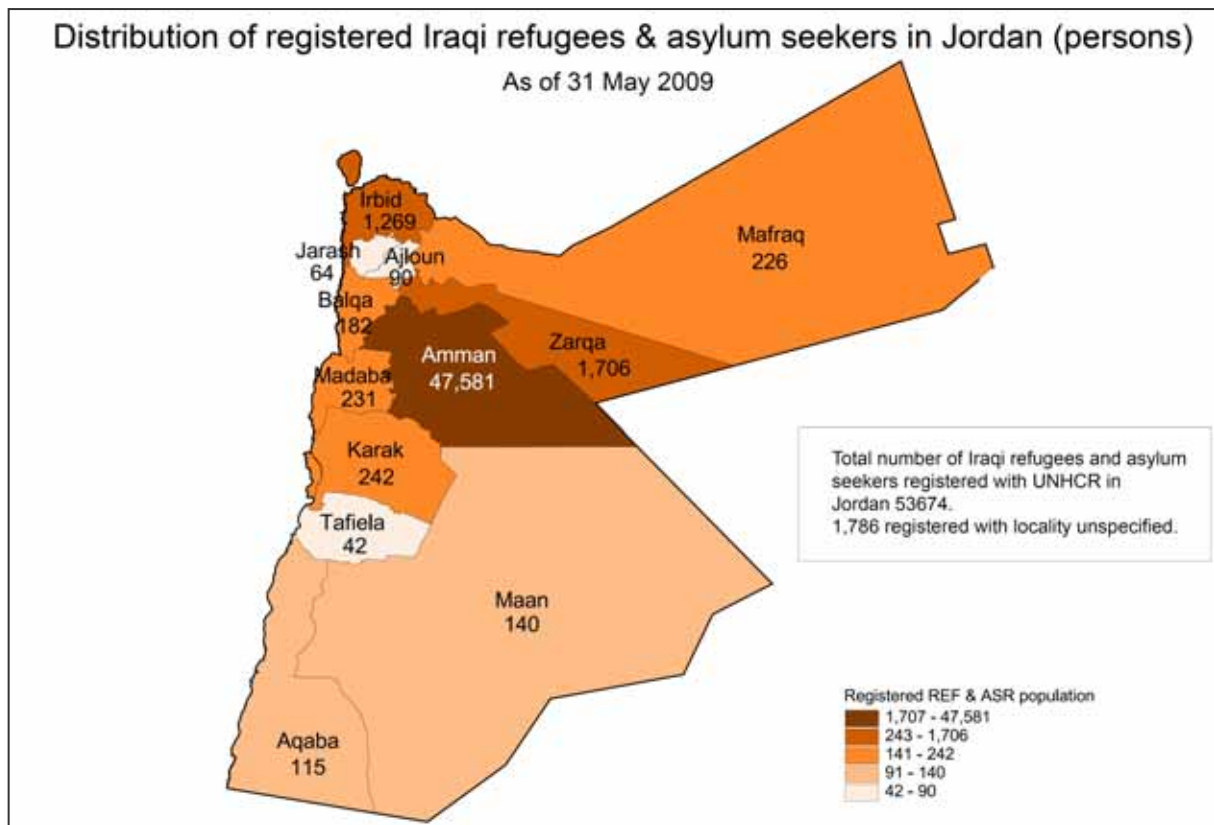 Distribution of registered Iraqi refugees & asylum seekers in Jordan (persons)
As of 31 May 2009
Irbid
1,269
Jarash
64
Ajloun
90
Mafraq
226
Balqa
182
Amman
47,581
Zarqa
1,706
Madaba
231
Karak
242
Tafiela
42
Total number of Iraqi refugees and asylum
seekers registered with UNHCR in
Jordan 53674.
1,786 registered with locality unspecified.
Maan
140
Aqaba
115
Registered REF & ASR population
1,707 - 47,581
243 - 1,706
141 - 242
91 - 140
42 - 90